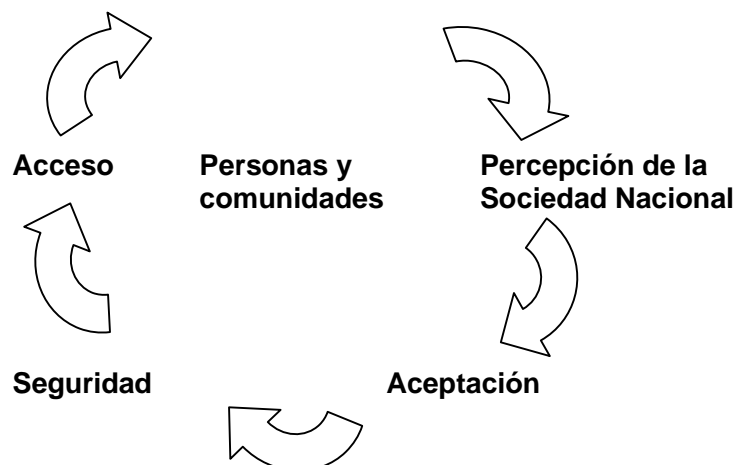 Acceso
Personas y
comunidades
Percepción de la
Sociedad Nacional
Seguridad
Aceptación